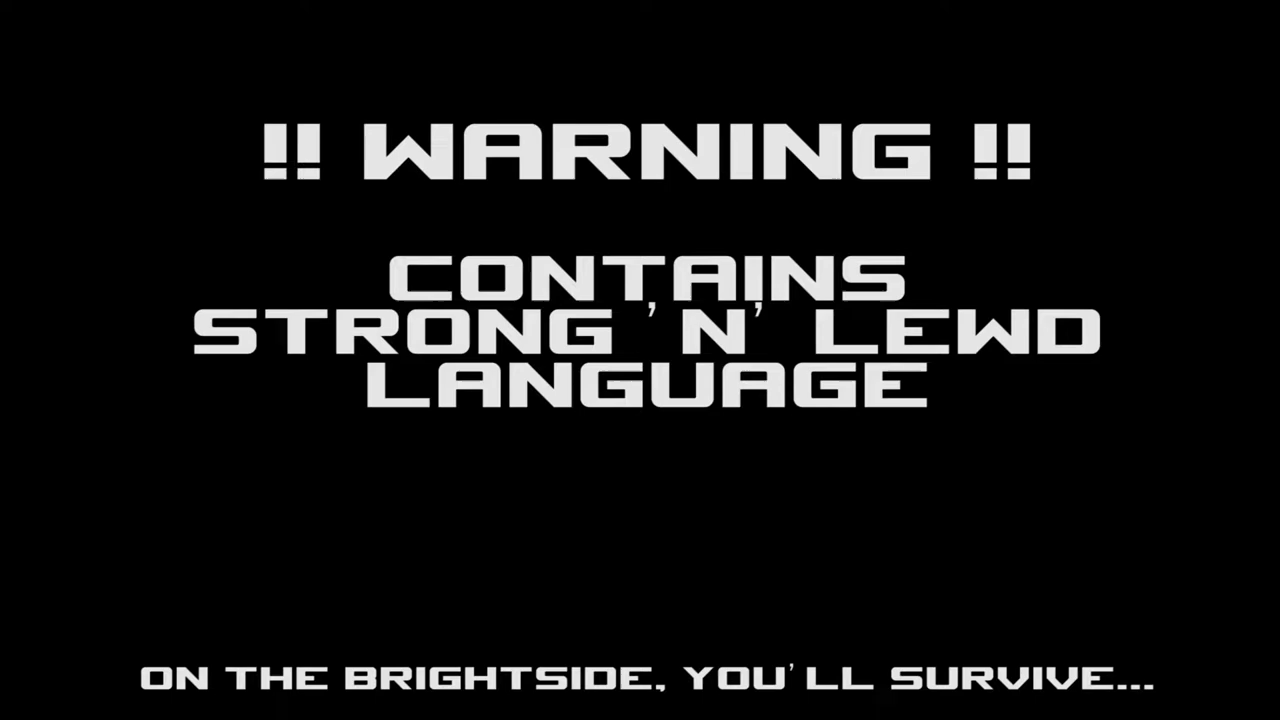 !! WARNING !!
CONTAINS
STRONG 'N' LEWD
LANGUAGE
ON THE BRIGHTSIDE, YOU'LL SURVIVE...